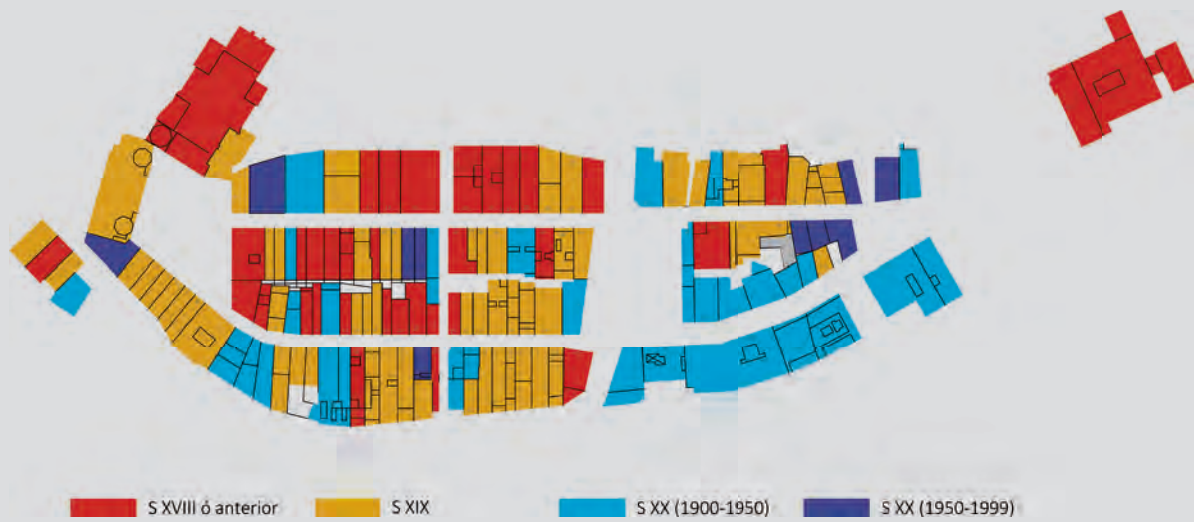 S XVIII ó anterior
S XIX
S XX (1900-1950)
S XX (1950-1999)